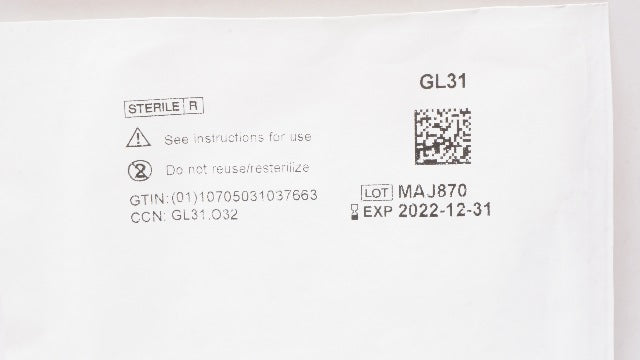 GL31
STERILE R
See instructions for use
2
Do not reuse/resterilize
GTIN:(01)10705031037663
CCN: GL31.O32
LOT MAJ870
EXP 2022-12-31